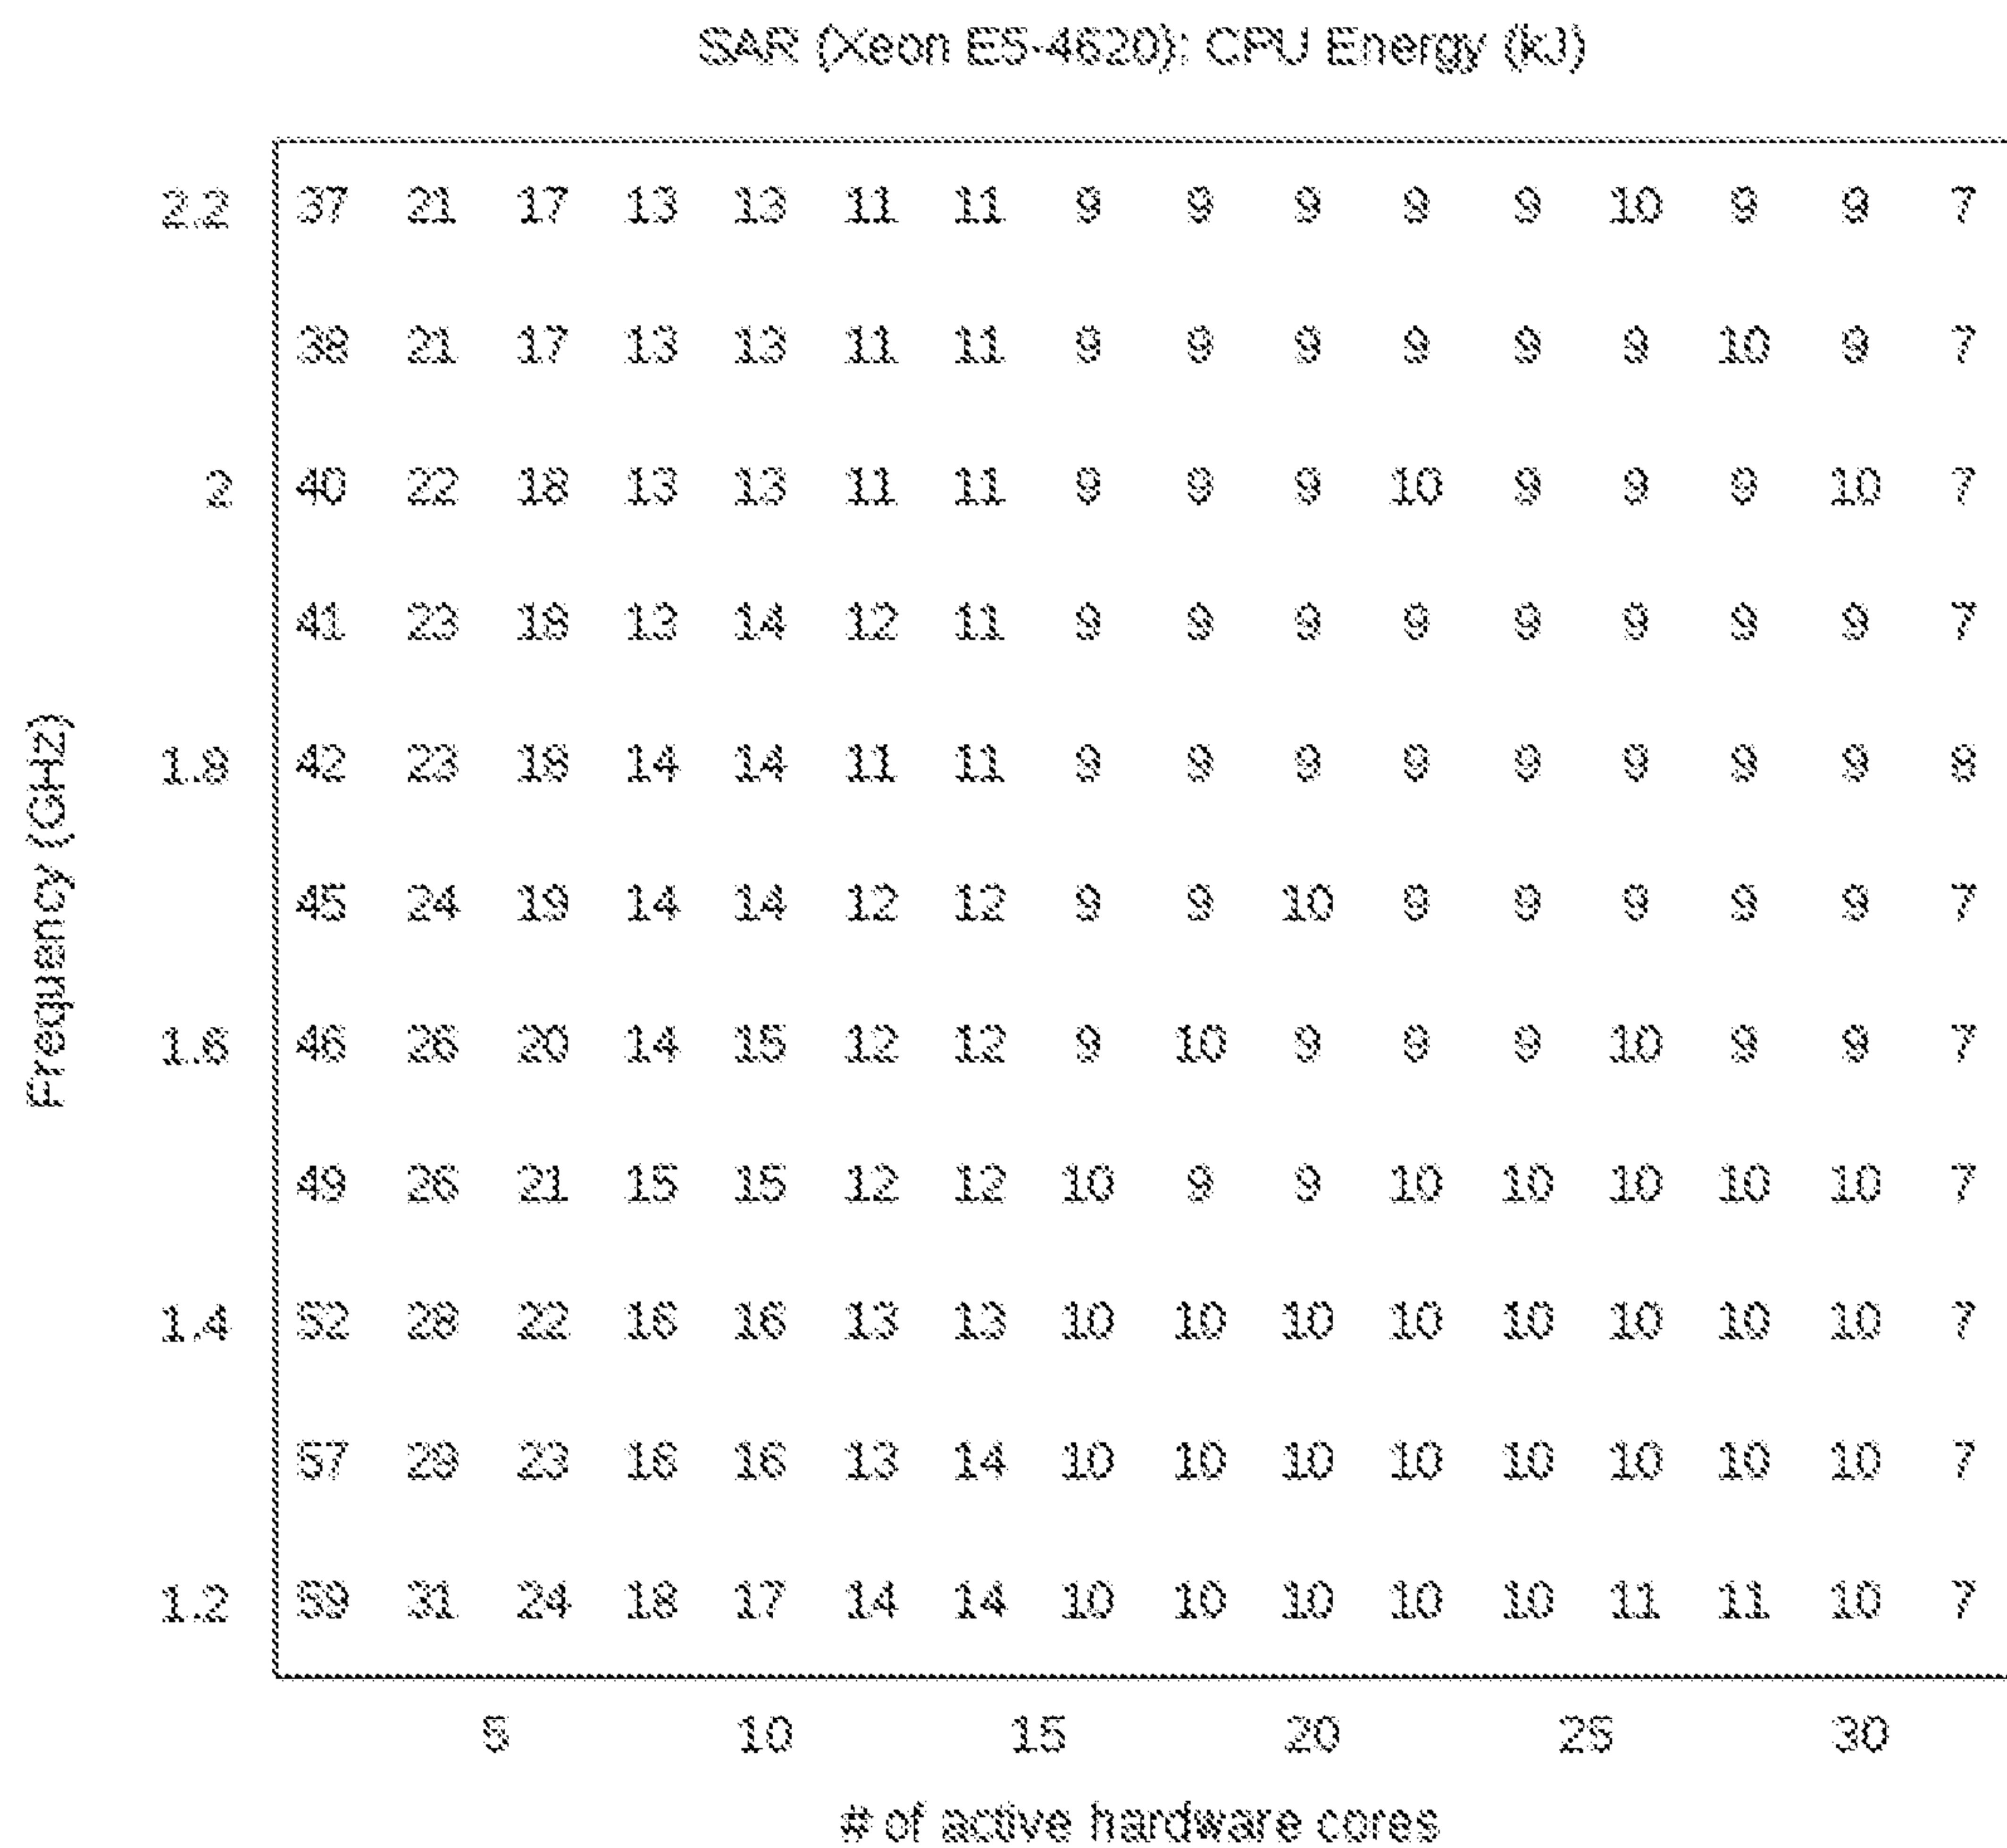 SAR (Xeon E5-4620): CPU Energy (kJ)
2.2 37 21 17 13 13 11 11 9 9 9 9 9 10 9 9 7
38 21 17 13 13 11 11 9 9 9 9 9 9 10 9 7
2 40 22 18 13 13 11 11 9 9 9 10 9 9 9 10 7
41 23 19 13 14 12 11 9 9 9 9 9 9 9 9 7
1.8 42 23 18 14 14 11 11 9 9 9 9 9 9 9 9 8
45 24 19 14 14 12 12 9 9 10 9 9 9 9 9 7
1.6 46 26 20 14 15 12 12 9 10 9 9 9 10 9 9 7
49 26 21 15 15 12 12 10 9 9 10 10 10 10 10 7
1.4 52 28 22 16 16 13 13 10 10 10 10 10 10 10 10 7
57 29 23 16 16 13 14 10 10 10 10 10 10 10 10 7
1.2 59 31 24 18 17 14 14 10 10 10 10 10 11 11 10 7
Frequency (GHz)
5 10 15 20 25 30
# of active hardware cores